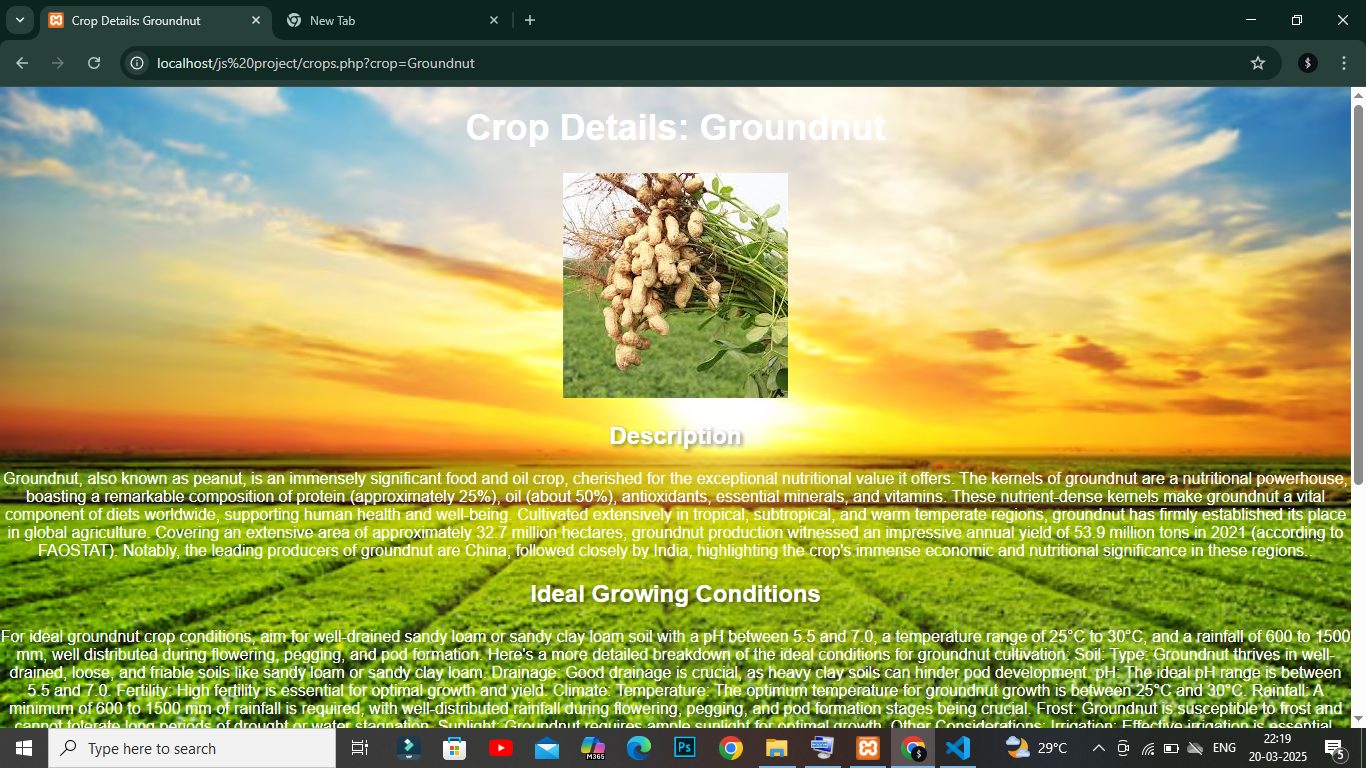 Crop Details: Groundnut
New Tab
localhost/js%20project/crops.php?crop=Groundnut
$
Crop Details: Groundnut
Description
Groundnut, also known as peanut, is an immensely significant food and oil crop, cherished for the exceptional nutritional value it offers. The kernels of groundnut are a nutritional powerhouse,
boasting a remarkable composition of protein (approximately 25%), oil (about 50%), antioxidants, essential minerals, and vitamins. These nutrient-dense kernels make groundnut a vital
component of diets worldwide, supporting human health and well-being. Cultivated extensively in tropical, subtropical, and warm temperate regions, groundnut has firmly established its place
in global agriculture. Covering an extensive area of approximately 32.7 million hectares, groundnut production witnessed an impressive annual yield of 53.9 million tons in 2021 (according to
FAOSTAT). Notably, the leading producers of groundnut are China, followed closely by India, highlighting the crop's immense economic and nutritional significance in these regions..
Ideal Growing Conditions
For ideal groundnut crop conditions, aim for well-drained sandy loam or sandy clay loam soil with a pH between 5.5 and 7.0, a temperature range of 25°C to 30°C, and a rainfall of 600 to 1500
mm, well distributed during flowering, pegging, and pod formation. Here's a more detailed breakdown of the ideal conditions for groundnut cultivation: Soil: Type: Groundnut thrives in well-
drained, loose, and friable soils like sandy loam or sandy clay loam. Drainage: Good drainage is crucial, as heavy clay soils can hinder pod development. pH: The ideal pH range is between
5.5 and 7.0. Fertility: High fertility is essential for optimal growth and yield. Climate: Temperature: The optimum temperature for groundnut growth is between 25°C and 30°C. Rainfall: A
minimum of 600 to 1500 mm of rainfall is required, with well-distributed rainfall during flowering, pegging, and pod formation stages being crucial. Frost: Groundnut is susceptible to frost and
cannot tolerate long periods of drought or water stagnation. Sunlight: Groundnut requires ample sunlight for optimal growth. Other Considerations: Irrigation: Effective irrigation is essential,
Type here to search
M365
Ps
$
29°C
ENG
22:19
20-03-2025
5